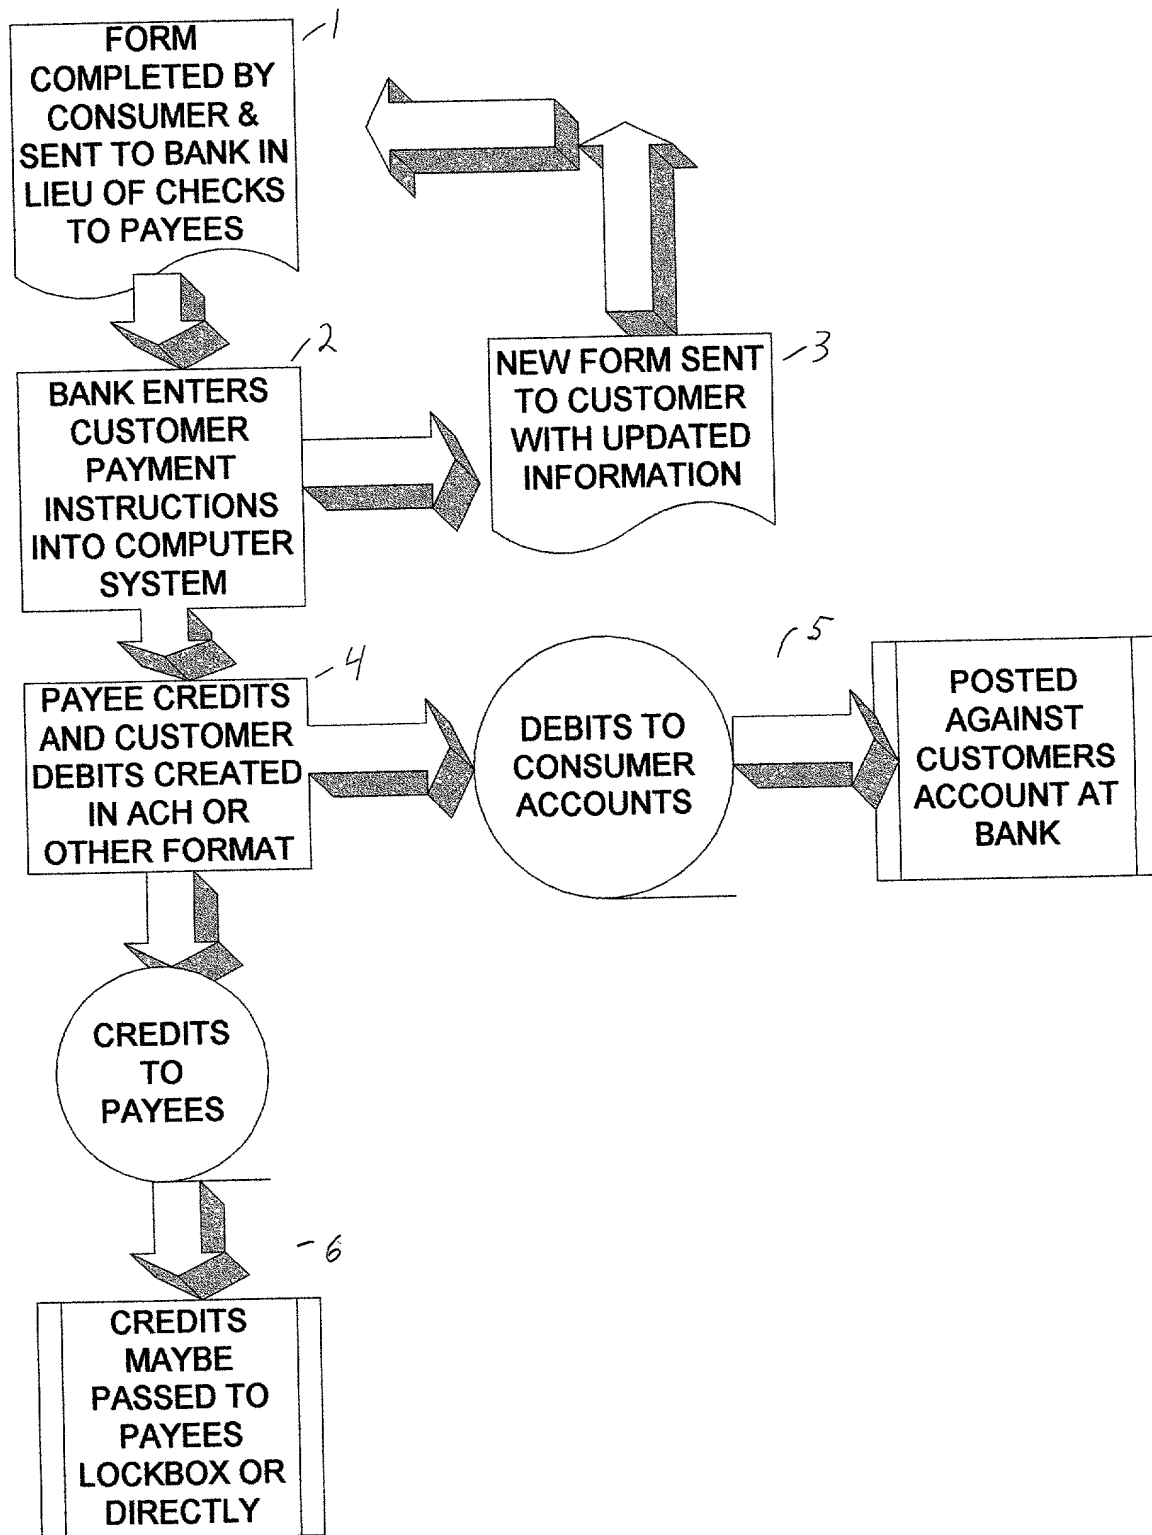 FORM
COMPLETED BY
CONSUMER &
SENT TO BANK IN
LIEU OF CHECKS
TO PAYEES
1
BANK ENTERS
CUSTOMER
PAYMENT
INSTRUCTIONS
INTO COMPUTER
SYSTEM
2
NEW FORM SENT
TO CUSTOMER
WITH UPDATED
INFORMATION
3
PAYEE CREDITS
AND CUSTOMER
DEBITS CREATED
IN ACH OR
OTHER FORMAT
4
DEBITS TO
CONSUMER
ACCOUNTS
5
POSTED
AGAINST
CUSTOMERS
ACCOUNT AT
BANK
CREDITS
TO
PAYEES
6
CREDITS
MAYBE
PASSED TO
PAYEES
LOCKBOX OR
DIRECTLY